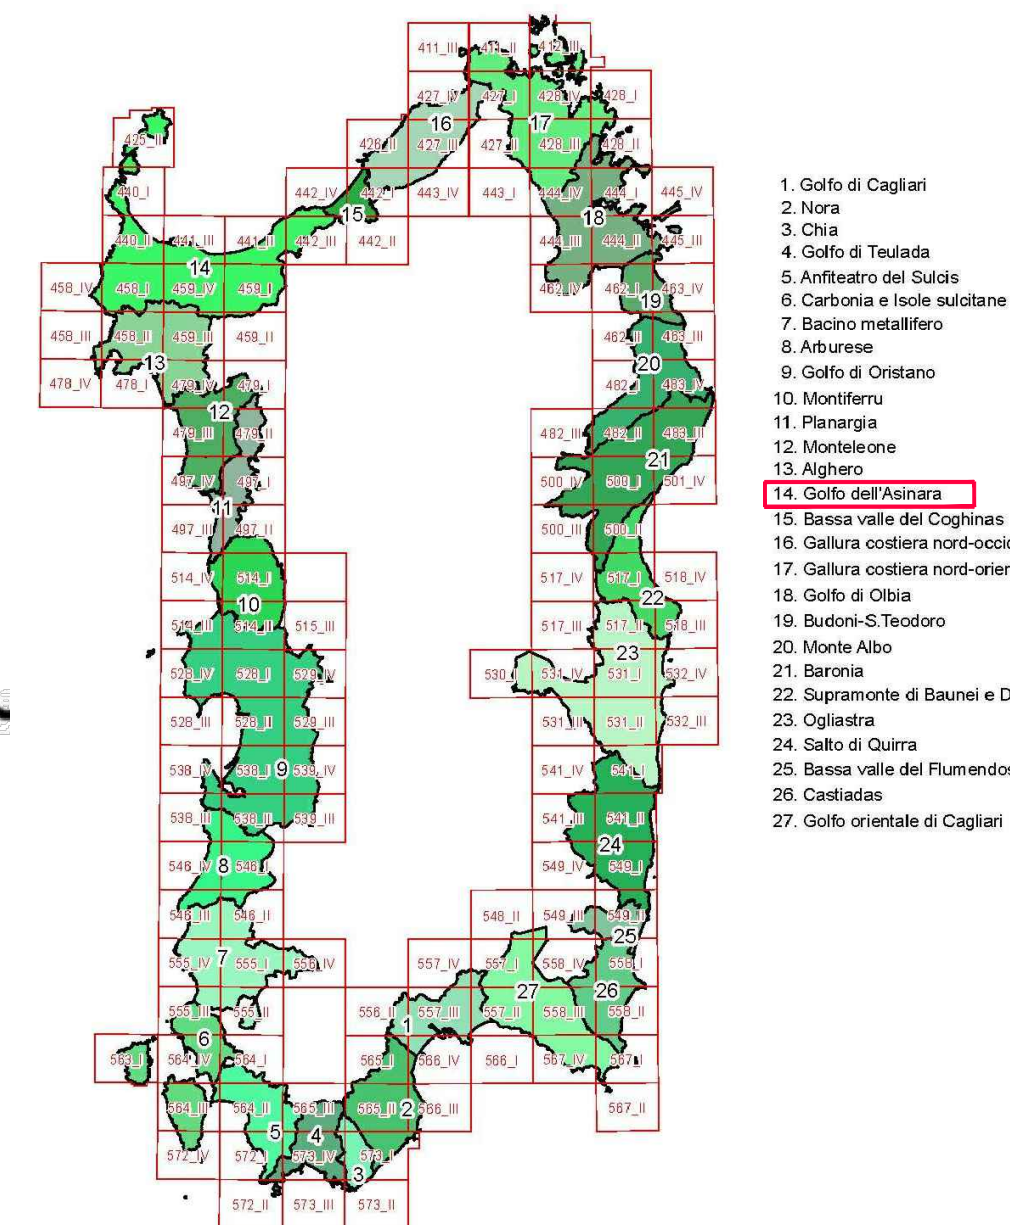 411_III 411_II 412_III
427_IV 427_I 428_IV 428_I
16 17
425_II 426_II 427_III 427_II 428_III 428_II
440_I 442_IV 442_I 443_IV 443_I 444_IV 444_I 445_IV
15 18
440_II 441_III 441_II 442_III 442_II 444_III 444_II 445_III
14
458_IV 458_I 459_IV 459_I 462_IV 462_I 463_IV
19
458_III 458_II 459_III 459_II 462_II 463_III
13 20
478_IV 478_I 479_IV 479_I 482_I 483_IV
12
479_III 479_II 482_III 482_II 483_III
21
497_IV 497_I 500_IV 500_I 501_IV
11
497_III 497_II 500_III 500_II
514_IV 514_I 517_IV 517_I 518_IV
10 22
514_III 514_II 515_III 517_III 517_II 518_III
23
528_IV 528_I 529_IV 530_I 531_IV 531_I 532_IV
528_III 528_II 529_III 531_III 531_II 532_III
538_IV 538_I 9 539_IV 541_IV 541_I
538_III 538_II 539_III 541_III 541_II
24
546_IV 8 546_I 549_IV 549_I
546_III 546_II 548_II 549_III 549_II
25
7
555_IV 555_I 556_IV 557_IV 557_I 558_IV 558_I
27 26
555_III 555_II 556_II 557_III 557_II 558_III 558_II
1
6
563_I 564_IV 564_I 565_I 566_IV 566_I 567_IV 567_I
564_III 564_II 565_III 565_II 2 566_III 567_II
5 4
572_IV 572_I 573_IV 573_I
3
572_II 573_III 573_II
1. Golfo di Cagliari
2. Nora
3. Chia
4. Golfo di Teulada
5. Anfiteatro del Sulcis
6. Carbonia e Isole sulcitane
7. Bacino metallifero
8. Arburese
9. Golfo di Oristano
10. Montiferru
11. Planargia
12. Monteleone
13. Alghero
14. Golfo dell'Asinara
15. Bassa valle del Coghinas
16. Gallura costiera nord-occid
17. Gallura costiera nord-orien
18. Golfo di Olbia
19. Budoni-S.Teodoro
20. Monte Albo
21. Baronia
22. Supramonte di Baunei e D
23. Ogliastra
24. Salto di Quirra
25. Bassa valle del Flumendos
26. Castiadas
27. Golfo orientale di Cagliari